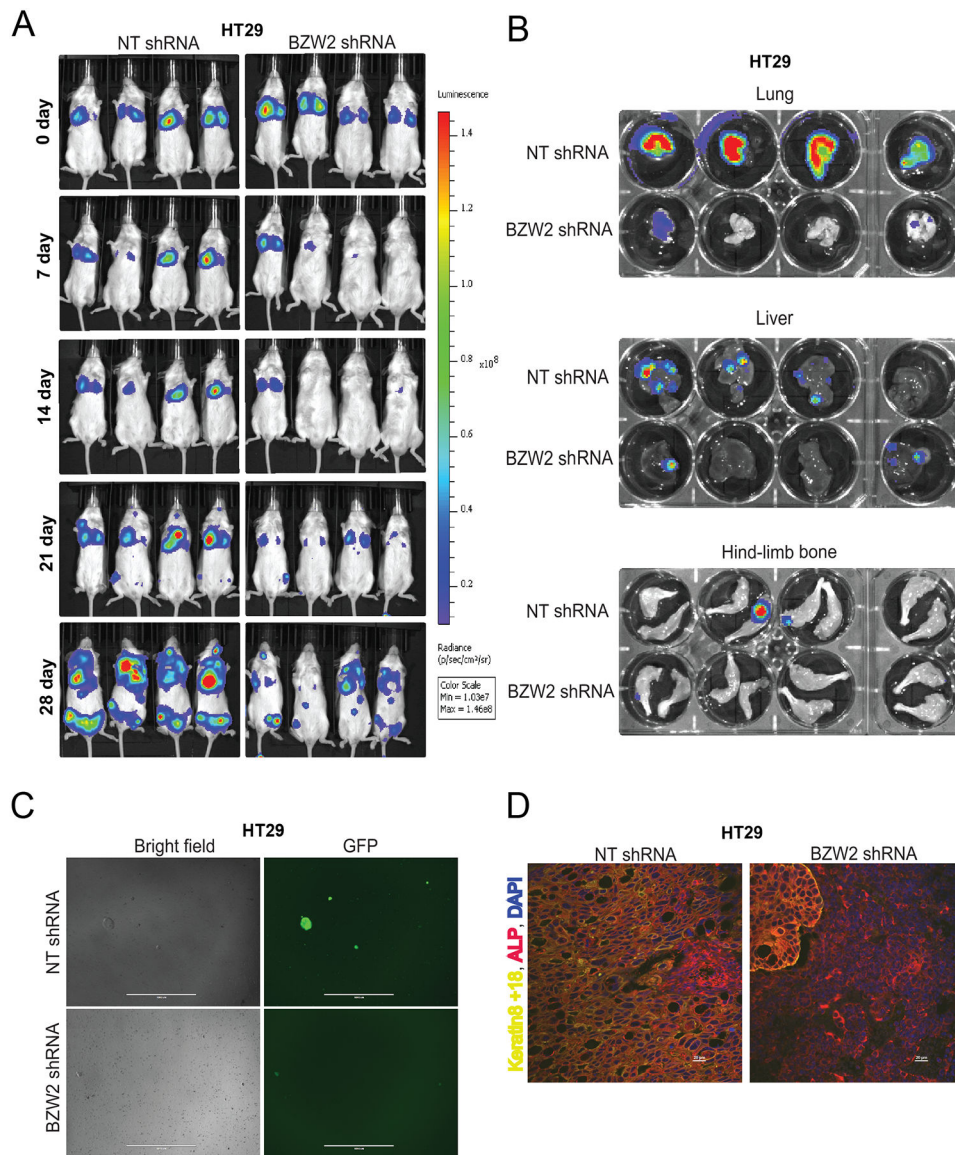 A
HT29
NT shRNA
BZW2 shRNA
0 day
7 day
14 day
21 day
28 day
Luminescence
1.4
1.2
1.0
0.8
x10⁸
0.6
0.4
0.2
Radiance
(p/sec/cm²/sr)
Color Scale
Min = 1.03e7
Max = 1.46e8
B
HT29
Lung
NT shRNA
BZW2 shRNA
Liver
NT shRNA
BZW2 shRNA
Hind-limb bone
NT shRNA
BZW2 shRNA
C
HT29
Bright field
GFP
NT shRNA
BZW2 shRNA
D
HT29
NT shRNA
BZW2 shRNA
Keratin8 +18, ALP, DAPI
20 µm
20 µm